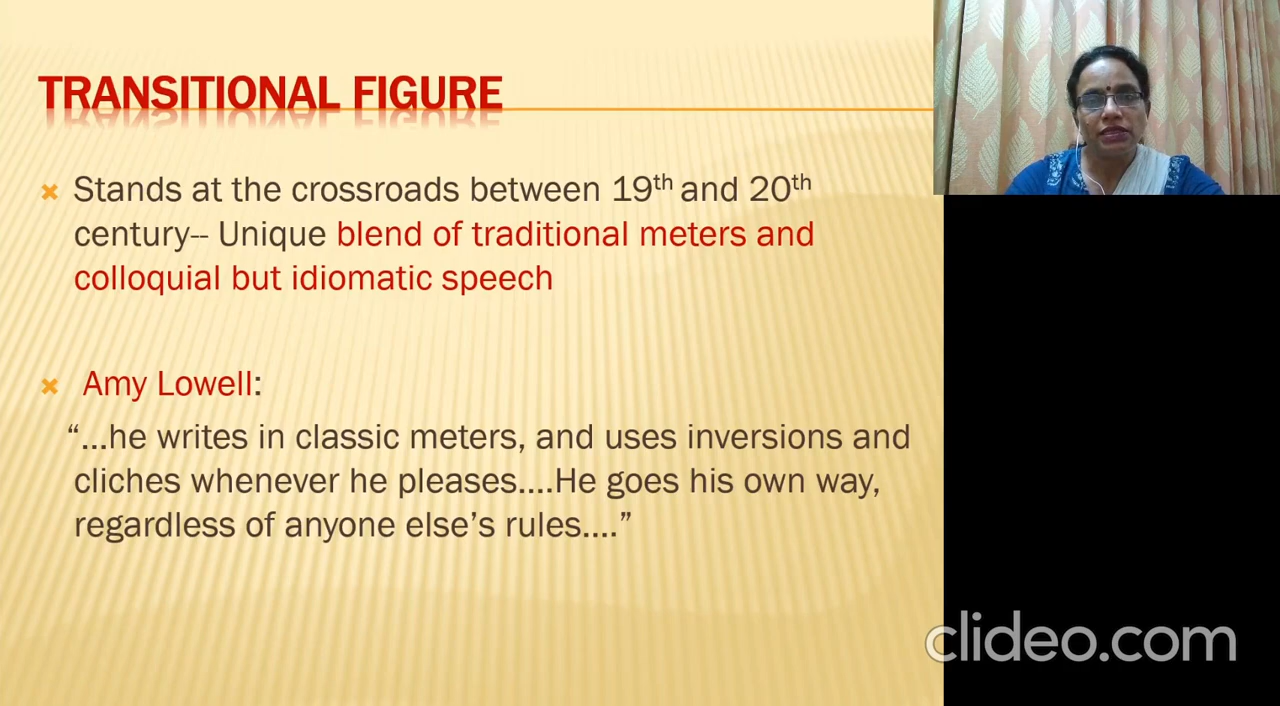 TRANSITIONAL FIGURE
Stands at the crossroads between 19th and 20th
century-- Unique blend of traditional meters and
colloquial but idiomatic speech
Amy Lowell:
“...he writes in classic meters, and uses inversions and
cliches whenever he pleases....He goes his own way,
regardless of anyone else’s rules....”
clideo.com